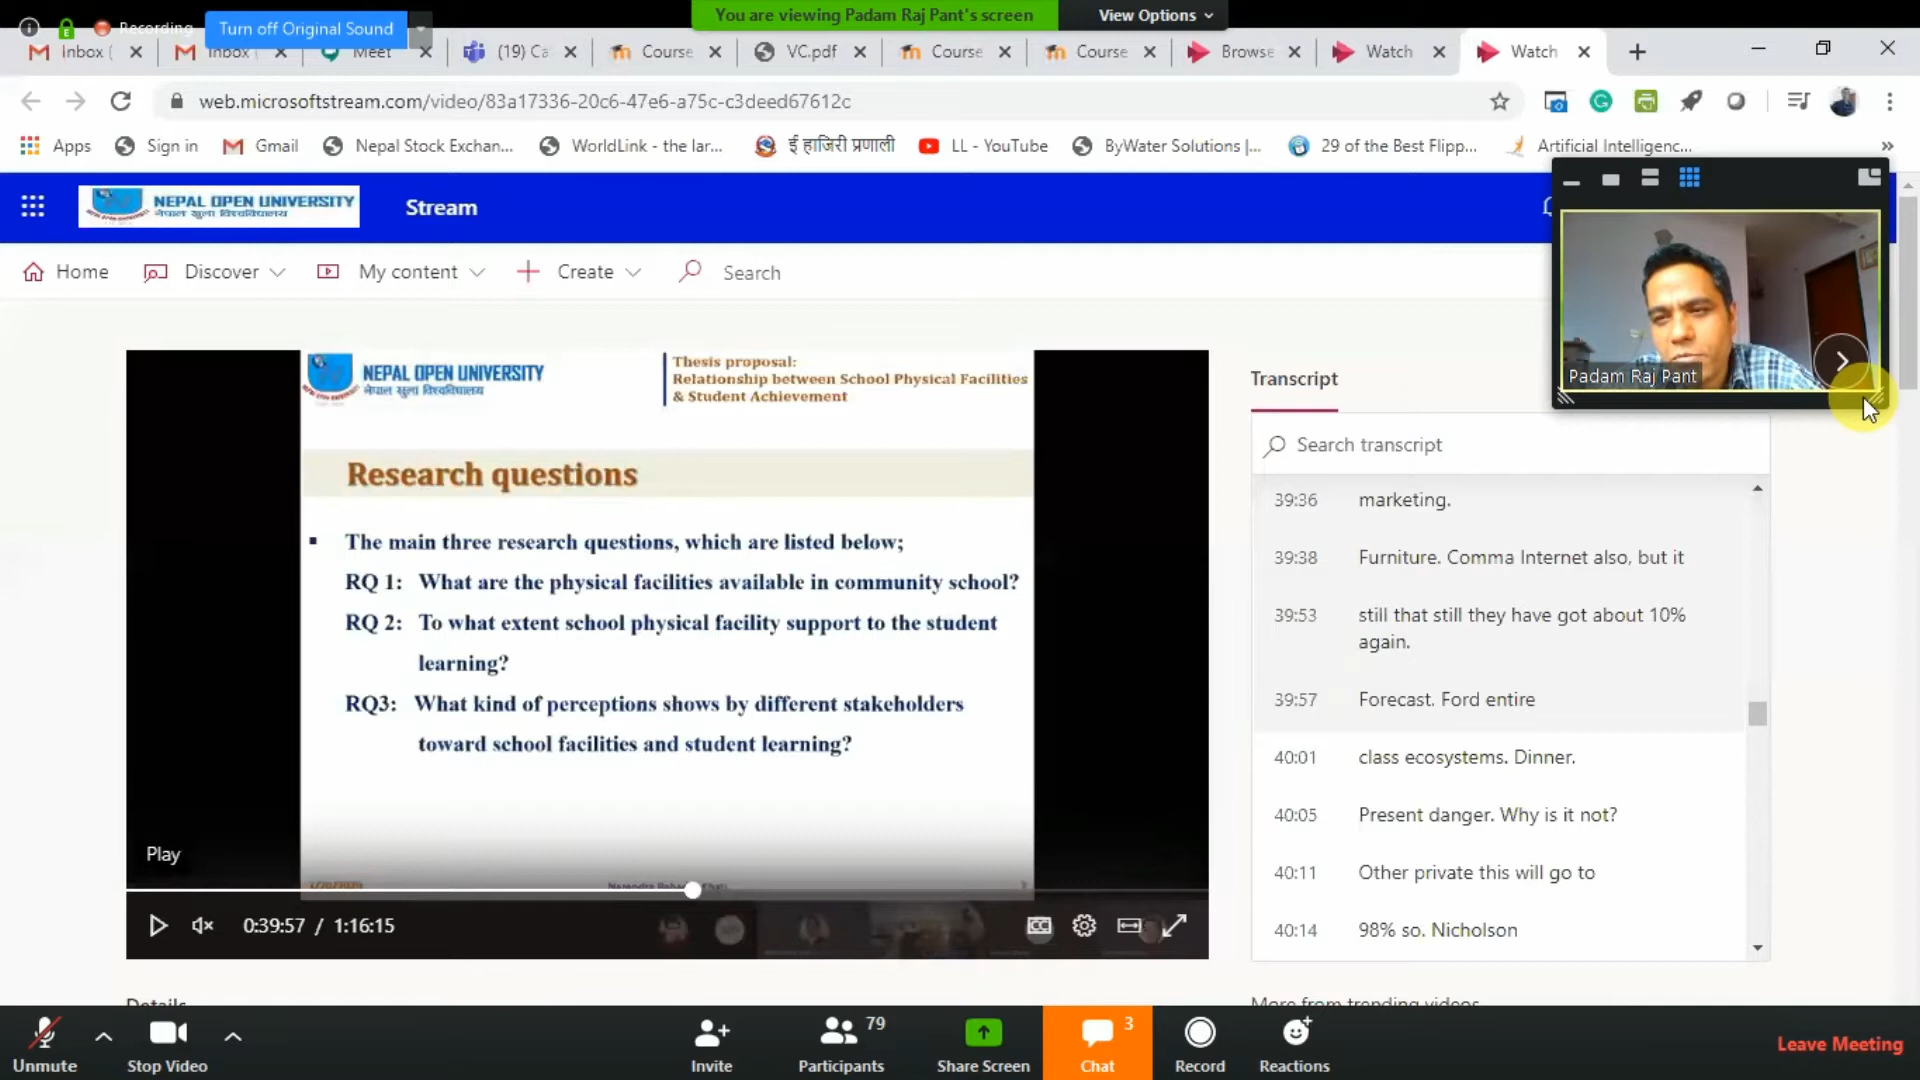 Recording
Turn off Original Sound
You are viewing Padam Raj Pant's screen
View Options
Inbox (
Inbox
Meet
(19) Ca
Course
VC.pdf
Course
Course
Browse
Watch
Watch
web.microsoftstream.com/video/83a17336-20c6-47e6-a75c-c3deed67612c
Apps
Sign in
Gmail
Nepal Stock Exchan...
WorldLink - the lar...
ई हाजिरी प्रणाली
LL - YouTube
ByWater Solutions |...
29 of the Best Flipp...
Artificial Intelligenc...
NEPAL OPEN UNIVERSITY
नेपाल खुला विश्वविद्यालय
Stream
Home
Discover
My content
Create
Search
Padam Raj Pant
NEPAL OPEN UNIVERSITY
नेपाल खुला विश्वविद्यालय
Thesis proposal:
Relationship between School Physical Facilities
& Student Achievement
Research questions
▪ The main three research questions, which are listed below;
RQ 1: What are the physical facilities available in community school?
RQ 2: To what extent school physical facility support to the student
learning?
RQ3: What kind of perceptions shows by different stakeholders
toward school facilities and student learning?
Play
0:39:57 / 1:16:15
CC
Transcript
Search transcript
39:36 marketing.
39:38 Furniture. Comma Internet also, but it
39:53 still that still they have got about 10%
again.
39:57 Forecast. Ford entire
40:01 class ecosystems. Dinner.
40:05 Present danger. Why is it not?
40:11 Other private this will go to
40:14 98% so. Nicholson
Details
More from trending videos
Unmute
Stop Video
Invite
Participants 79
Share Screen
Chat 3
Record
Reactions
Leave Meeting